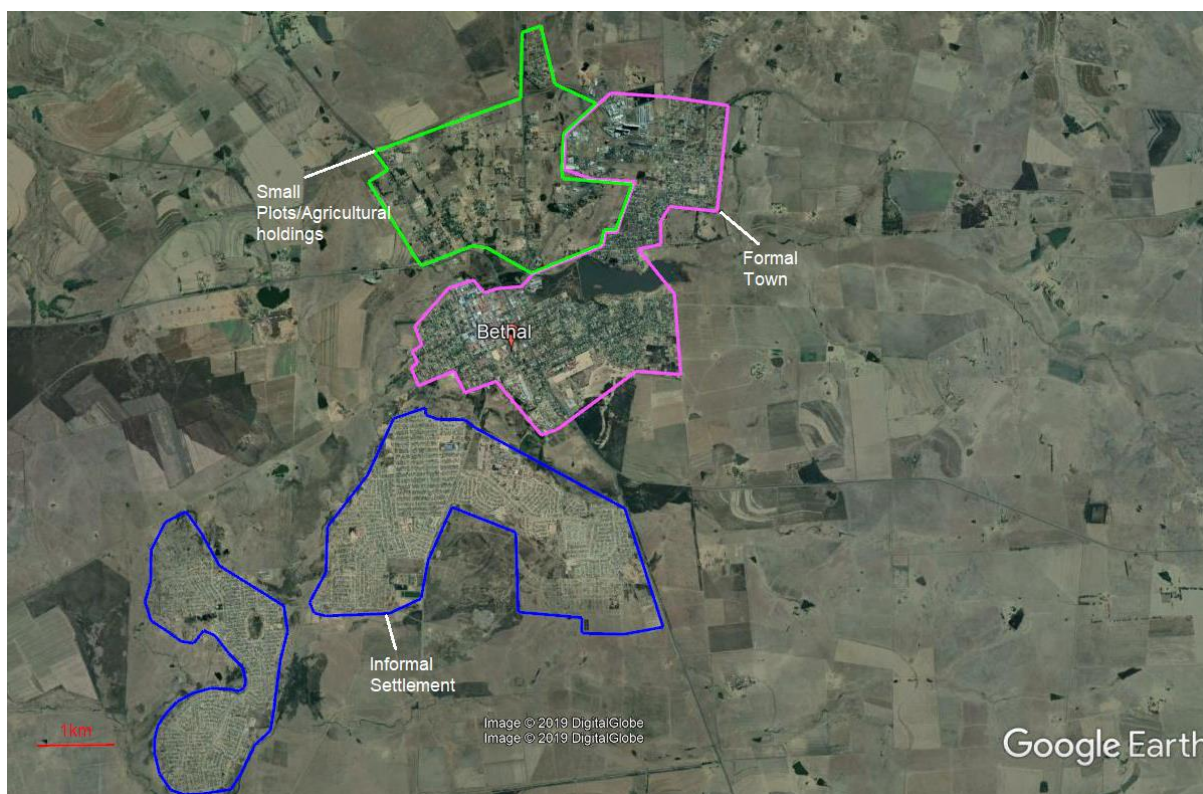 Small
Plots/Agricultural
holdings
Formal
Town
Bethal
Informal
Settlement
1km
Image © 2019 DigitalGlobe
Image © 2019 DigitalGlobe
Google Earth